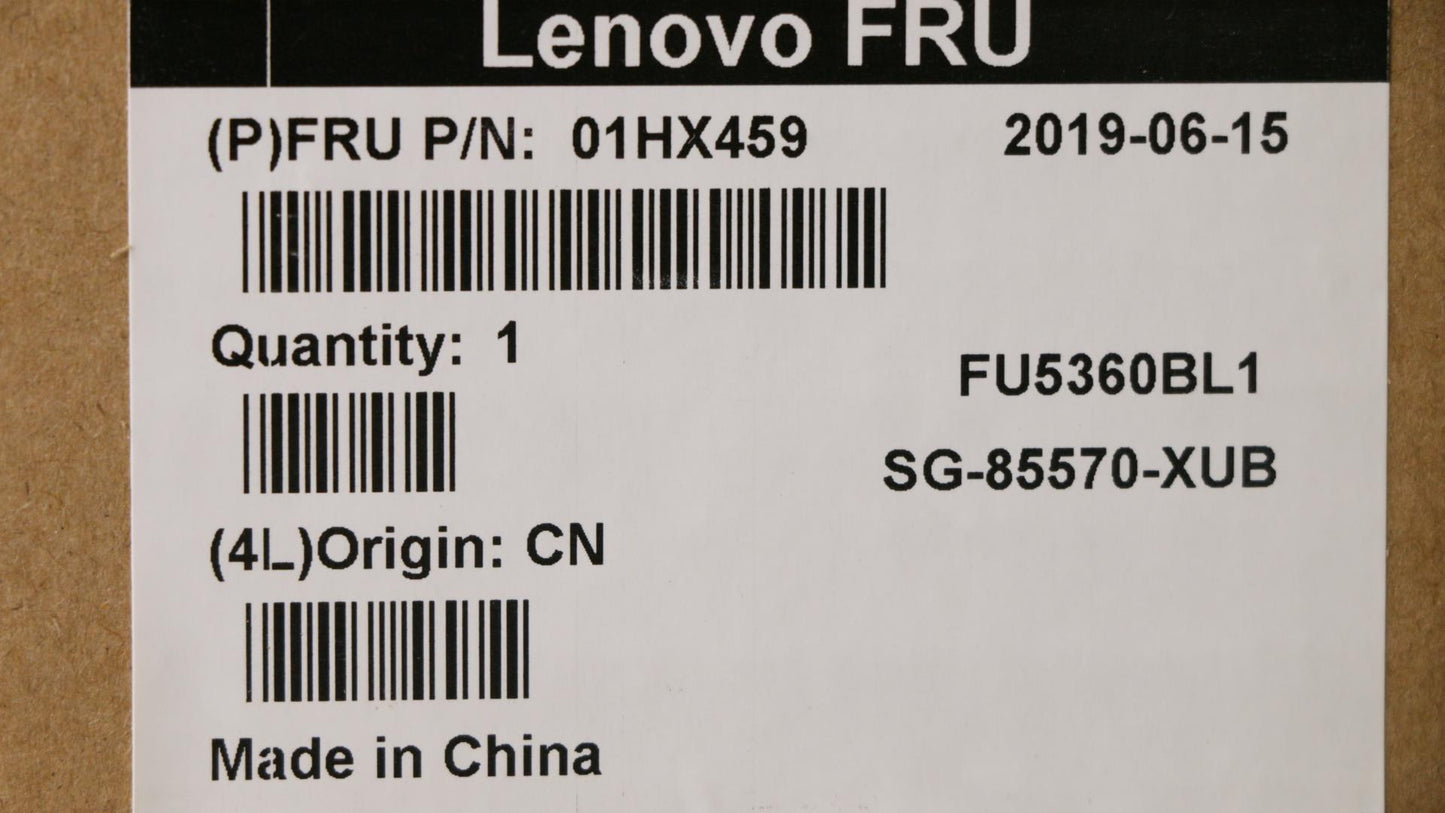 Lenovo FRU
(P)FRU P/N: 01HX459 2019-06-15
Quantity: 1
FU5360BL1
SG-85570-XUB
(4L)Origin: CN
Made in China